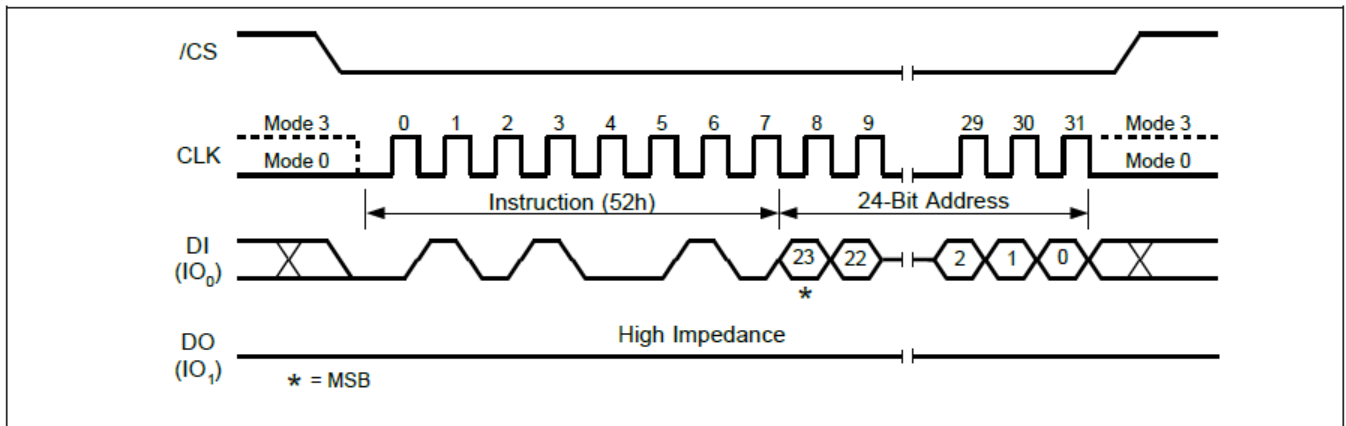 /CS
Mode 3 0 1 2 3 4 5 6 7 8 9 29 30 31 Mode 3
CLK
Mode 0 Mode 0
Instruction (52h) 24-Bit Address
DI
(IO₀) 23 22 2 1 0
*
DO High Impedance
(IO₁)
* = MSB